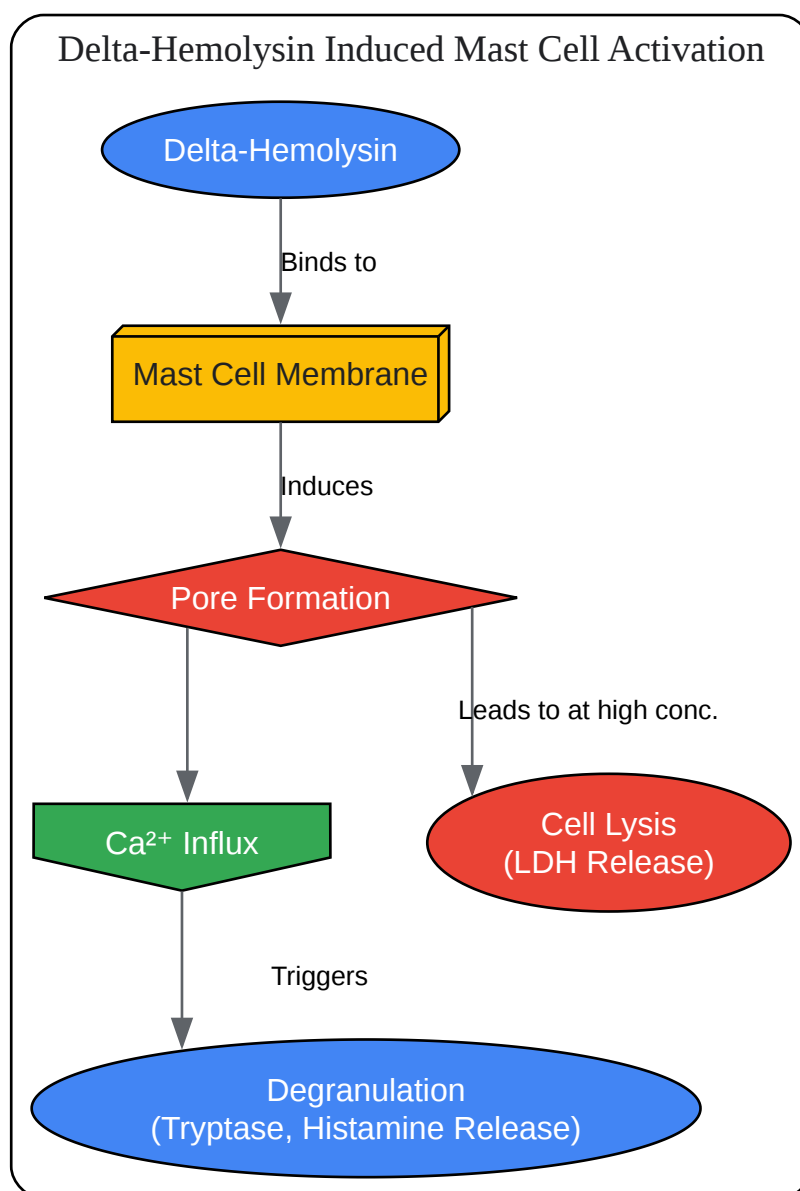 Delta-Hemolysin Induced Mast Cell Activation
Delta-Hemolysin
Binds to
Mast Cell Membrane
Induces
Pore Formation
Leads to at high conc.
Ca²⁺ Influx
Cell Lysis
(LDH Release)
Triggers
Degranulation
(Tryptase, Histamine Release)